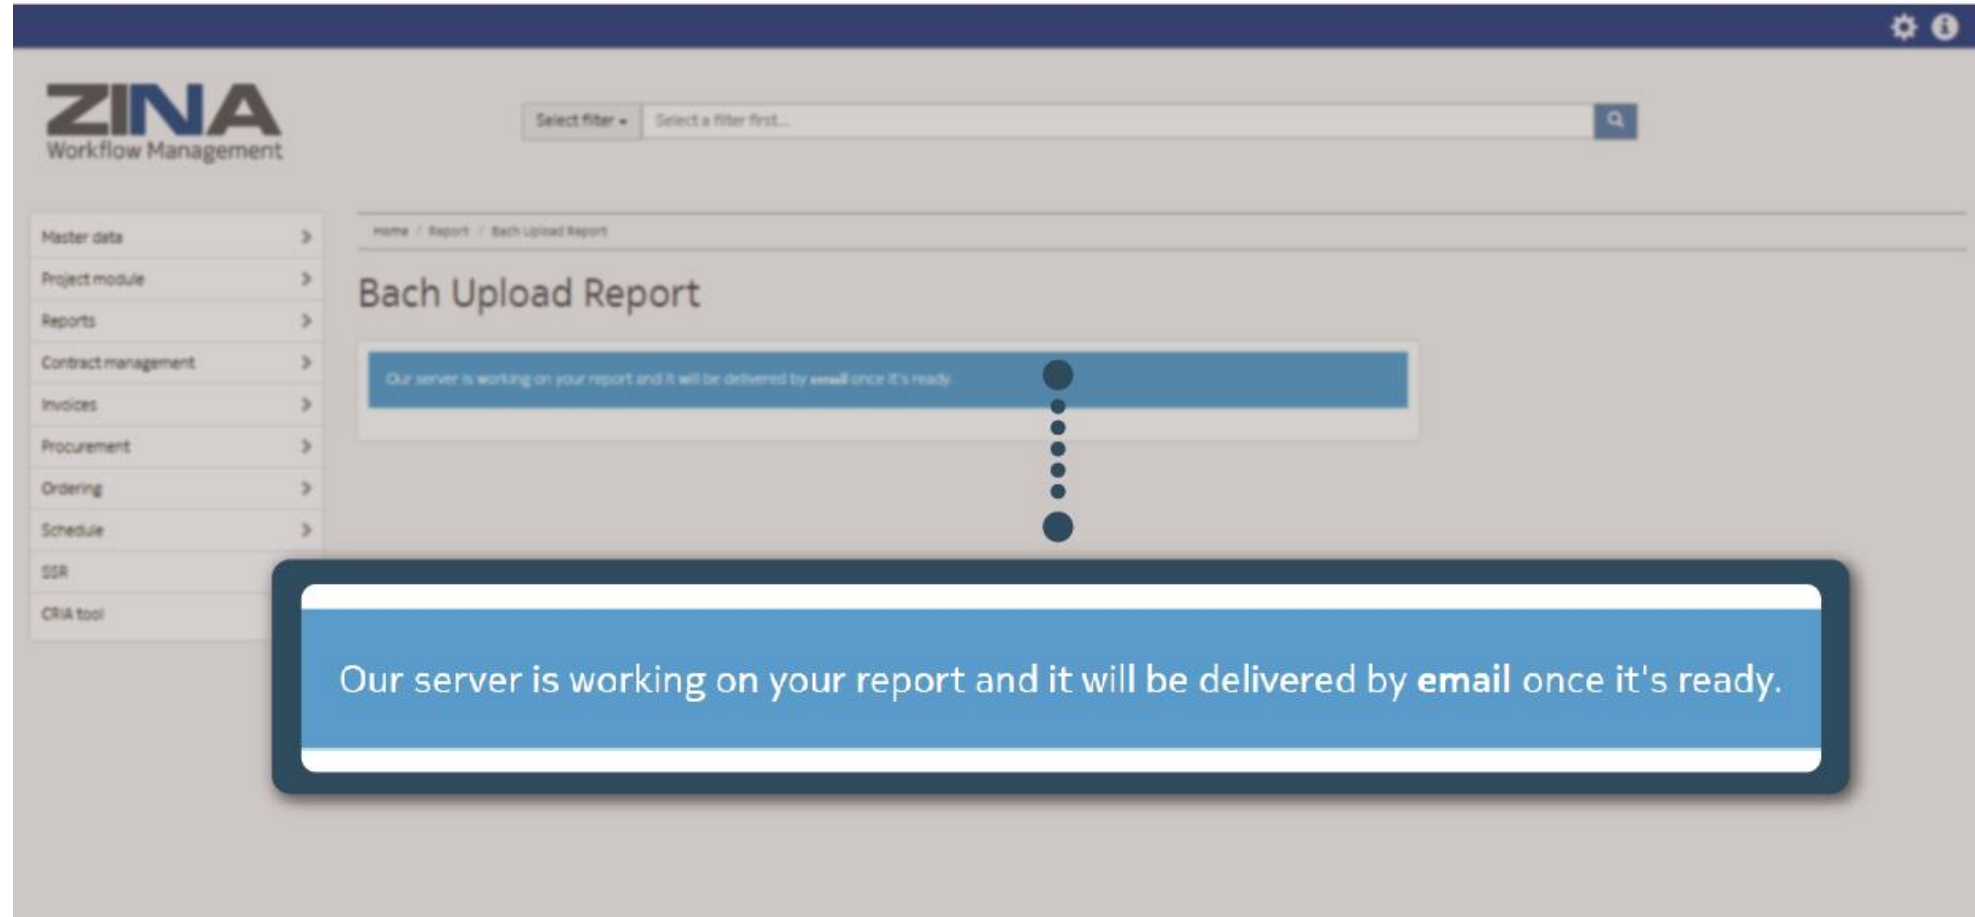 ZINA
Workflow Management
Select filter
Select a filter first...
Master data
Project module
Reports
Contract management
Invoices
Procurement
Ordering
Schedule
SSR
CRIA tool
Home / Report / Bach Upload Report
Bach Upload Report
Our server is working on your report and it will be delivered by email once it's ready.
Our server is working on your report and it will be delivered by email once it's ready.